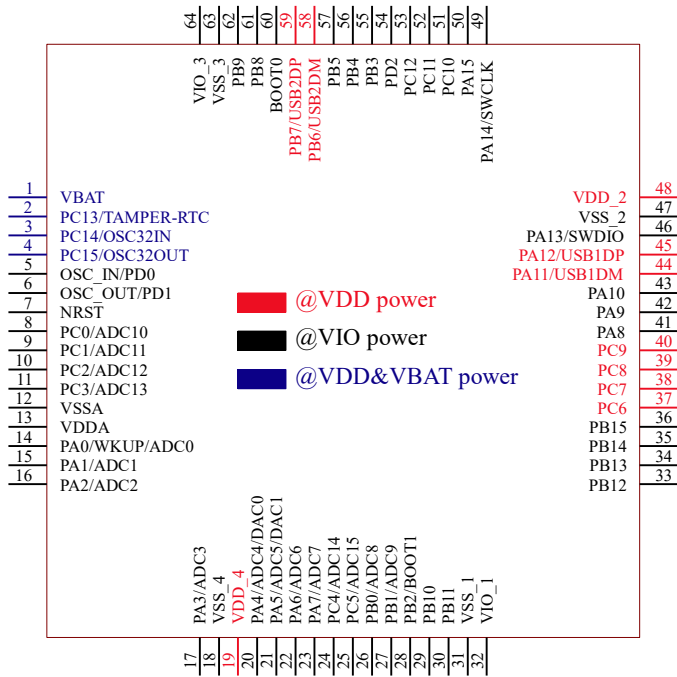 64
63
62
61
60
59
58
57
56
55
54
53
52
51
50
49
VIO_3
VSS_3
PB9
PB8
BOOT0
PB7/USB2DP
PB6/USB2DM
PB5
PB4
PB3
PD2
PC12
PC11
PC10
PA15
PA14/SWCLK
1 VBAT
2 PC13/TAMPER-RTC
3 PC14/OSC32IN
4 PC15/OSC32OUT
5 OSC_IN/PD0
6 OSC_OUT/PD1
7 NRST
8 PC0/ADC10
9 PC1/ADC11
10 PC2/ADC12
11 PC3/ADC13
12 VSSA
13 VDDA
14 PA0/WKUP/ADC0
15 PA1/ADC1
16 PA2/ADC2
@VDD power
@VIO power
@VDD&VBAT power
VDD_2 48
VSS_2 47
PA13/SWDIO 46
PA12/USB1DP 45
PA11/USB1DM 44
PA10 43
PA9 42
PA8 41
PC9 40
PC8 39
PC7 38
PC6 37
PB15 36
PB14 35
PB13 34
PB12 33
PA3/ADC3
VSS_4
VDD_4
PA4/ADC4/DAC0
PA5/ADC5/DAC1
PA6/ADC6
PA7/ADC7
PC4/ADC14
PC5/ADC15
PB0/ADC8
PB1/ADC9
PB2/BOOT1
PB10
PB11
VSS_1
VIO_1
17
18
19
20
21
22
23
24
25
26
27
28
29
30
31
32